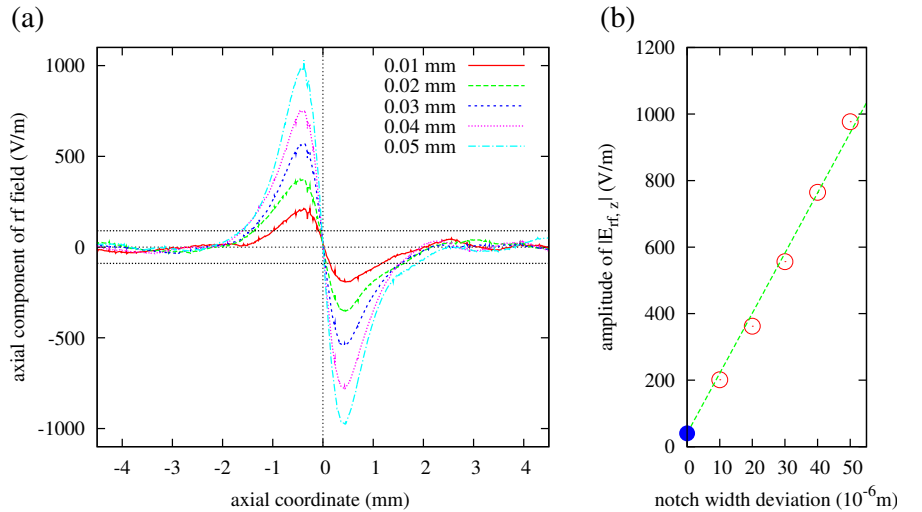 (a)
axial component of rf field (V/m)
1000
500
0
-500
-1000
0.01 mm
0.02 mm
0.03 mm
0.04 mm
0.05 mm
-4 -3 -2 -1 0 1 2 3 4
axial coordinate (mm)
(b)
amplitude of |E_rf, z| (V/m)
1200
1000
800
600
400
200
0
0 10 20 30 40 50
notch width deviation (10^-6 m)